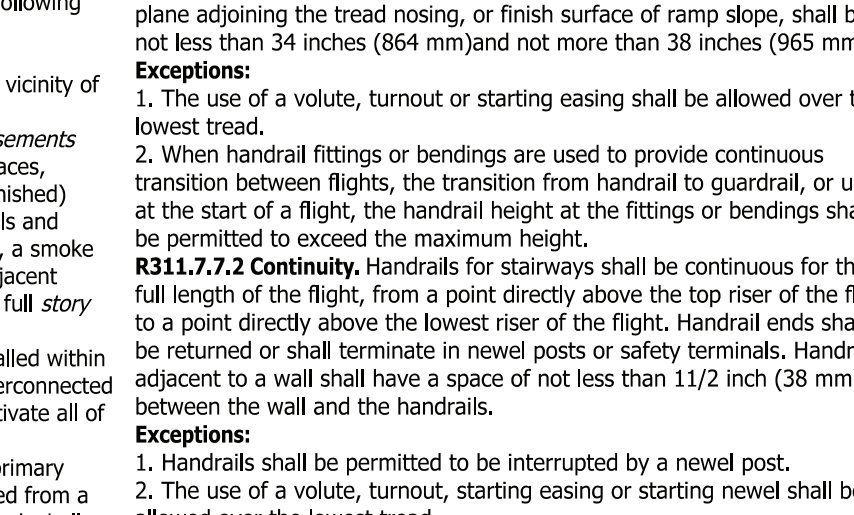 ollowing
vicinity of
sements
aces,
nished)
ls and
, a smoke
jacent
full story
alled within
erconnected
tivate all of
primary
ed from a
plane adjoining the tread nosing, or finish surface of ramp slope, shall b
not less than 34 inches (864 mm)and not more than 38 inches (965 mm
Exceptions:
1. The use of a volute, turnout or starting easing shall be allowed over t
lowest tread.
2. When handrail fittings or bendings are used to provide continuous
transition between flights, the transition from handrail to guardrail, or u
at the start of a flight, the handrail height at the fittings or bendings sha
be permitted to exceed the maximum height.
R311.7.7.2 Continuity. Handrails for stairways shall be continuous for th
full length of the flight, from a point directly above the top riser of the fl
to a point directly above the lowest riser of the flight. Handrail ends sha
be returned or shall terminate in newel posts or safety terminals. Handr
adjacent to a wall shall have a space of not less than 11/2 inch (38 mm)
between the wall and the handrails.
Exceptions:
1. Handrails shall be permitted to be interrupted by a newel post.
2. The use of a volute, turnout, starting easing or starting newel shall be
allowed over the lowest tread